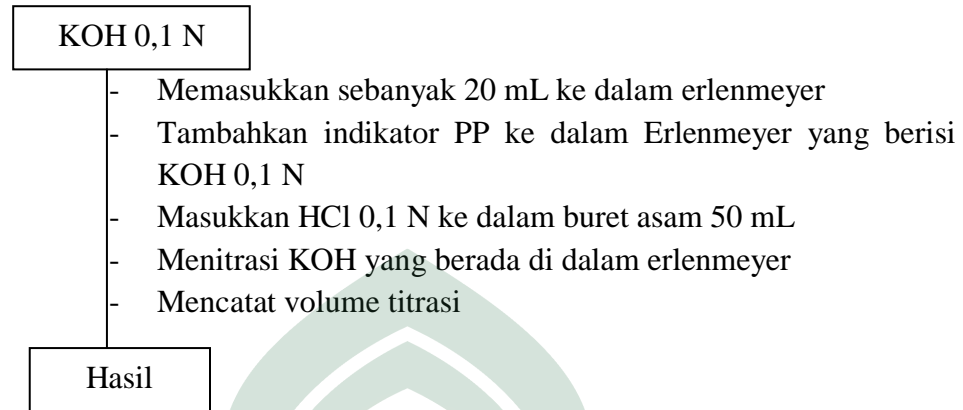 KOH 0,1 N
- Memasukkan sebanyak 20 mL ke dalam erlenmeyer
- Tambahkan indikator PP ke dalam Erlenmeyer yang berisi
KOH 0,1 N
- Masukkan HCl 0,1 N ke dalam buret asam 50 mL
- Menitrasi KOH yang berada di dalam erlenmeyer
- Mencatat volume titrasi
Hasil